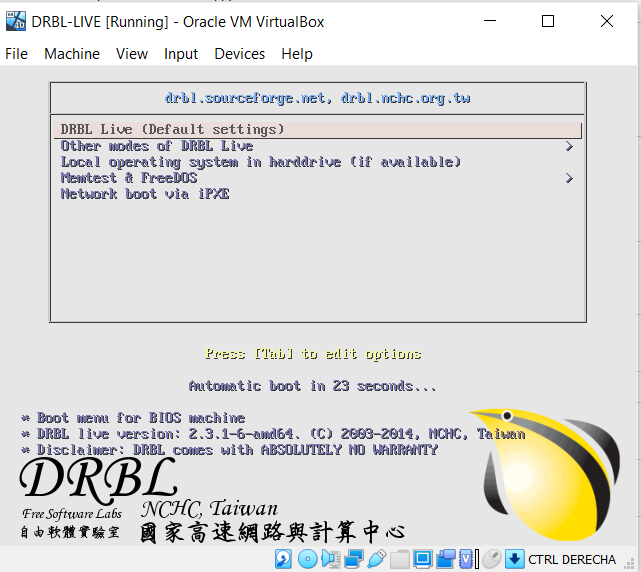 DRBL-LIVE [Running] - Oracle VM VirtualBox
File Machine View Input Devices Help
drbl.sourceforge.net, drbl.nchc.org.tw
DRBL Live (Default settings)
Other modes of DRBL Live >
Local operating system in harddrive (if available)
Memtest & FreeDOS >
Network boot via iPXE
Press [Tab] to edit options
Automatic boot in 23 seconds...
* Boot menu for BIOS machine
* DRBL live version: 2.3.1-6-amd64. (C) 2003-2014, NCHC, Taiwan
* Disclaimer: DRBL comes with ABSOLUTELY NO WARRANTY
DRBL
Free Software Labs NCHC, Taiwan
自由軟體實驗室 國家高速網路與計算中心
CTRL DERECHA